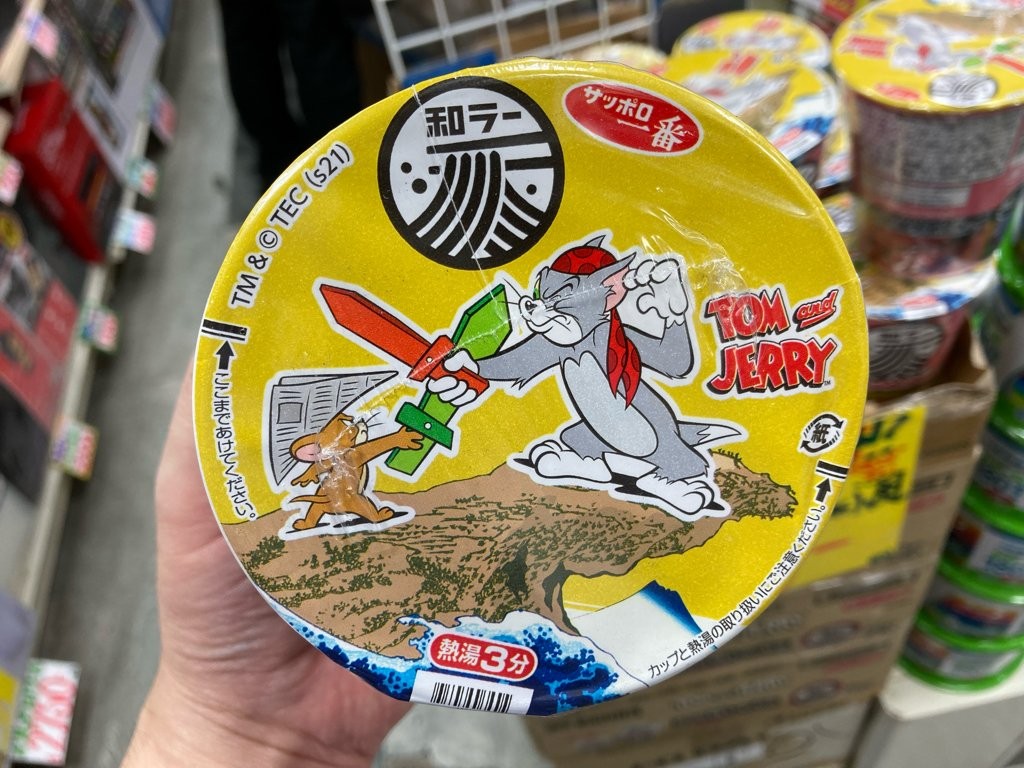 和ラー
サッポロ
一番
TM & © TEC (s21)
TOM and
JERRY™
↑ここまであけてください。
紙
熱湯3分
↑カップと熱湯の取り扱いにご注意ください。